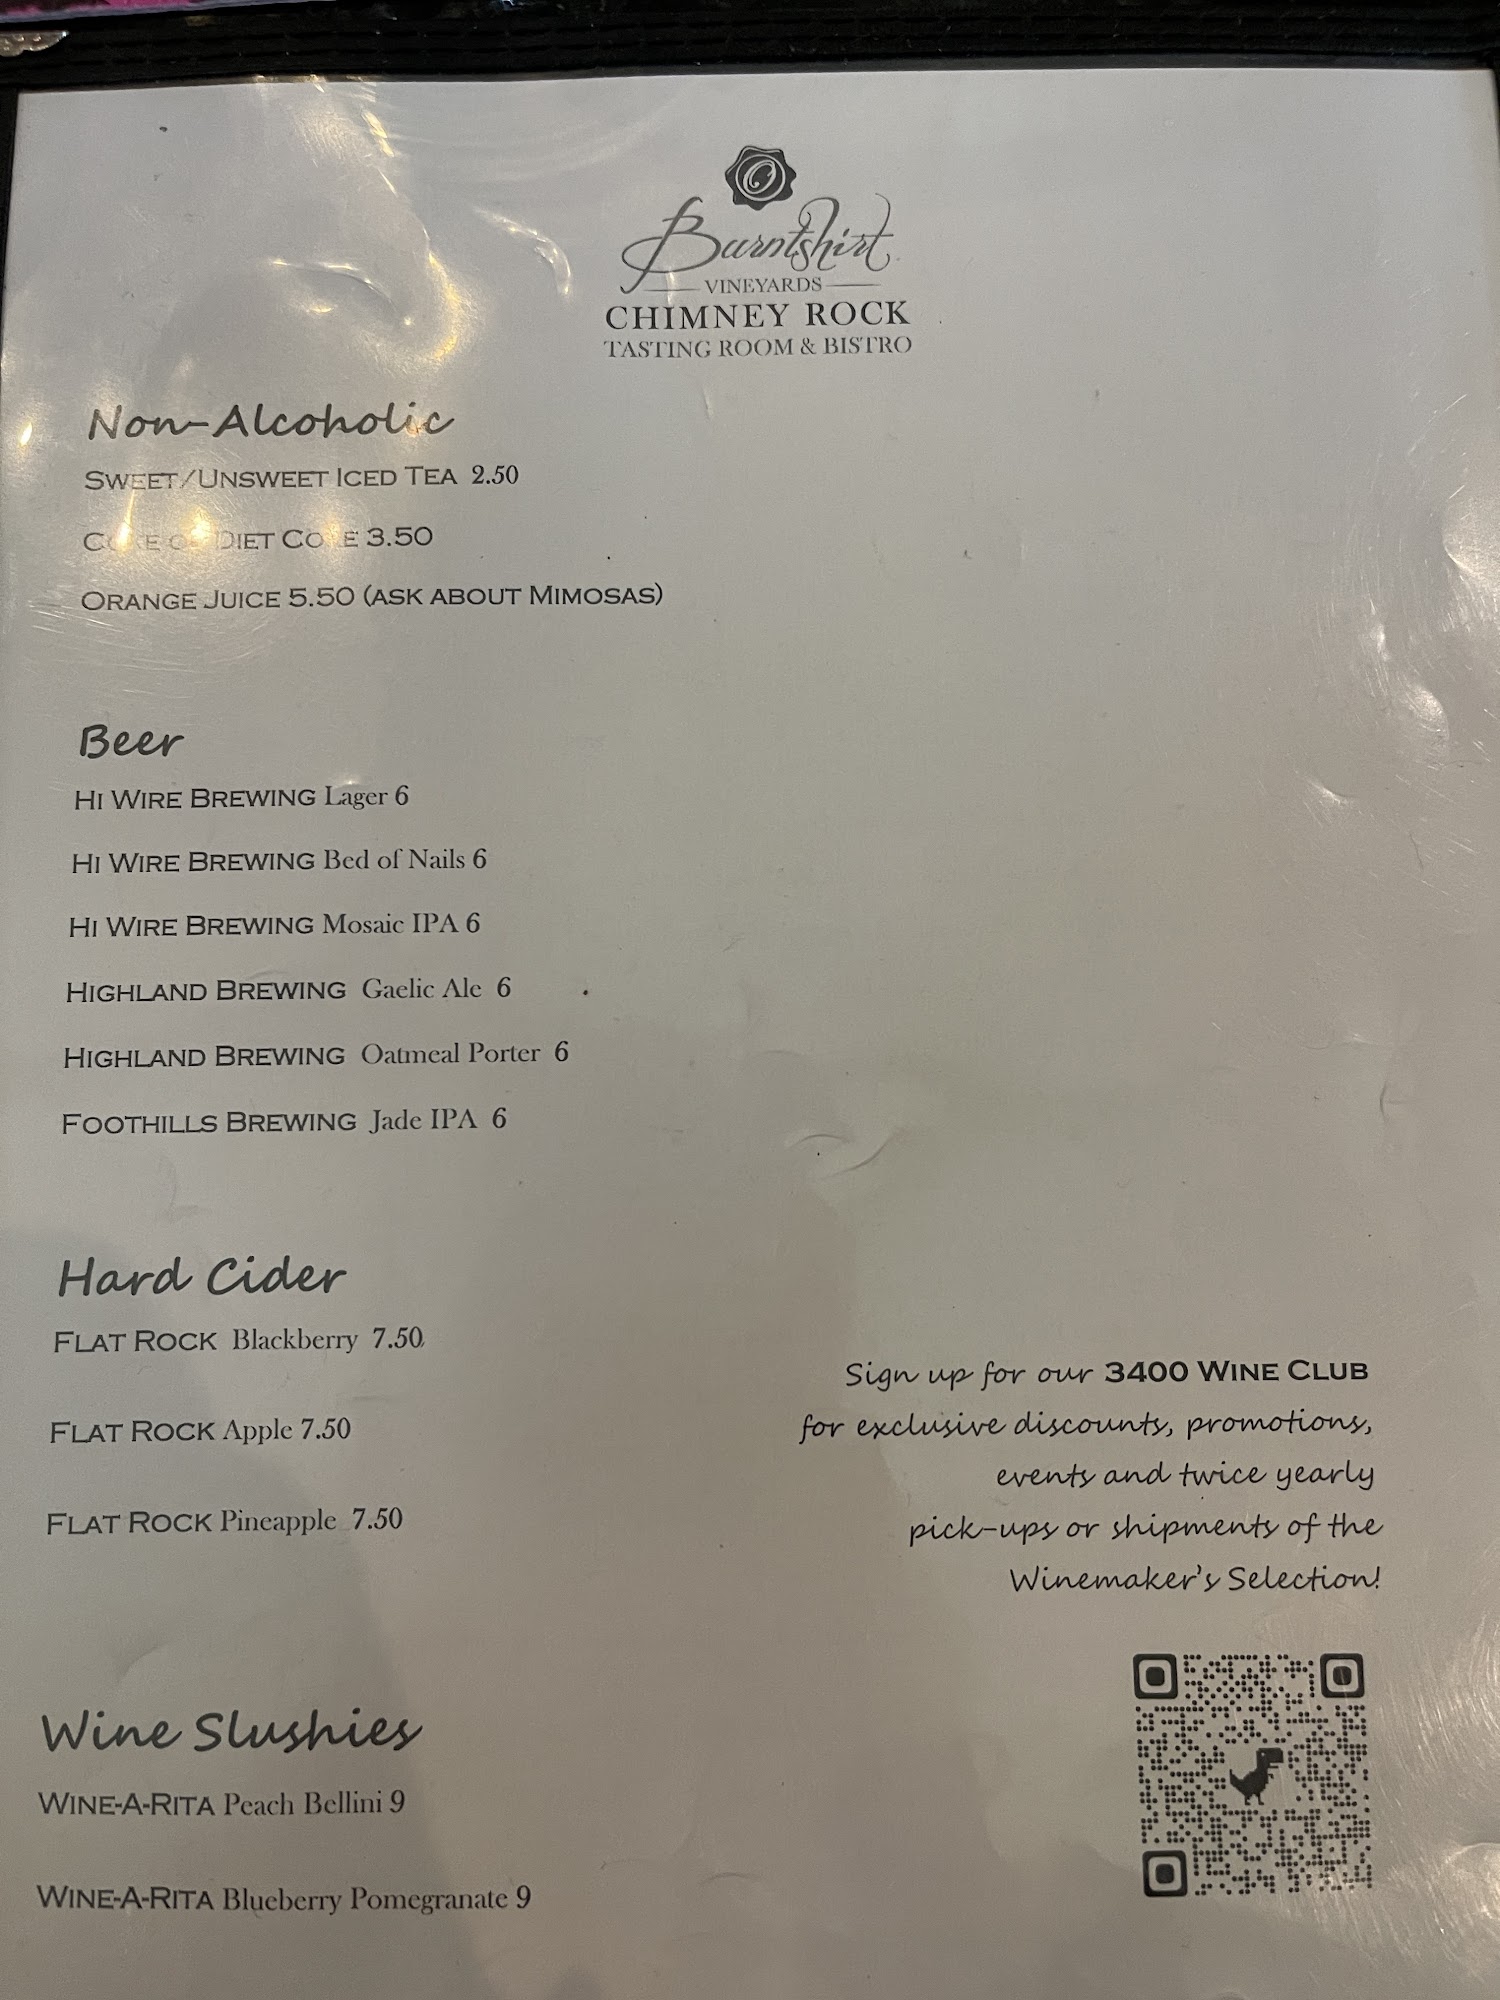 Burntshirt
VINEYARDS
CHIMNEY ROCK
TASTING ROOM & BISTRO
Non-Alcoholic
SWEET/UNSWEET ICED TEA 2.50
COKE OR DIET COKE 3.50
ORANGE JUICE 5.50 (ASK ABOUT MIMOSAS)
Beer
HI WIRE BREWING Lager 6
HI WIRE BREWING Bed of Nails 6
HI WIRE BREWING Mosaic IPA 6
HIGHLAND BREWING Gaelic Ale 6
HIGHLAND BREWING Oatmeal Porter 6
FOOTHILLS BREWING Jade IPA 6
Hard Cider
FLAT ROCK Blackberry 7.50
FLAT ROCK Apple 7.50
FLAT ROCK Pineapple 7.50
Sign up for our 3400 WINE CLUB
for exclusive discounts, promotions,
events and twice yearly
pick-ups or shipments of the
Winemaker's Selection!
Wine Slushies
WINE-A-RITA Peach Bellini 9
WINE-A-RITA Blueberry Pomegranate 9